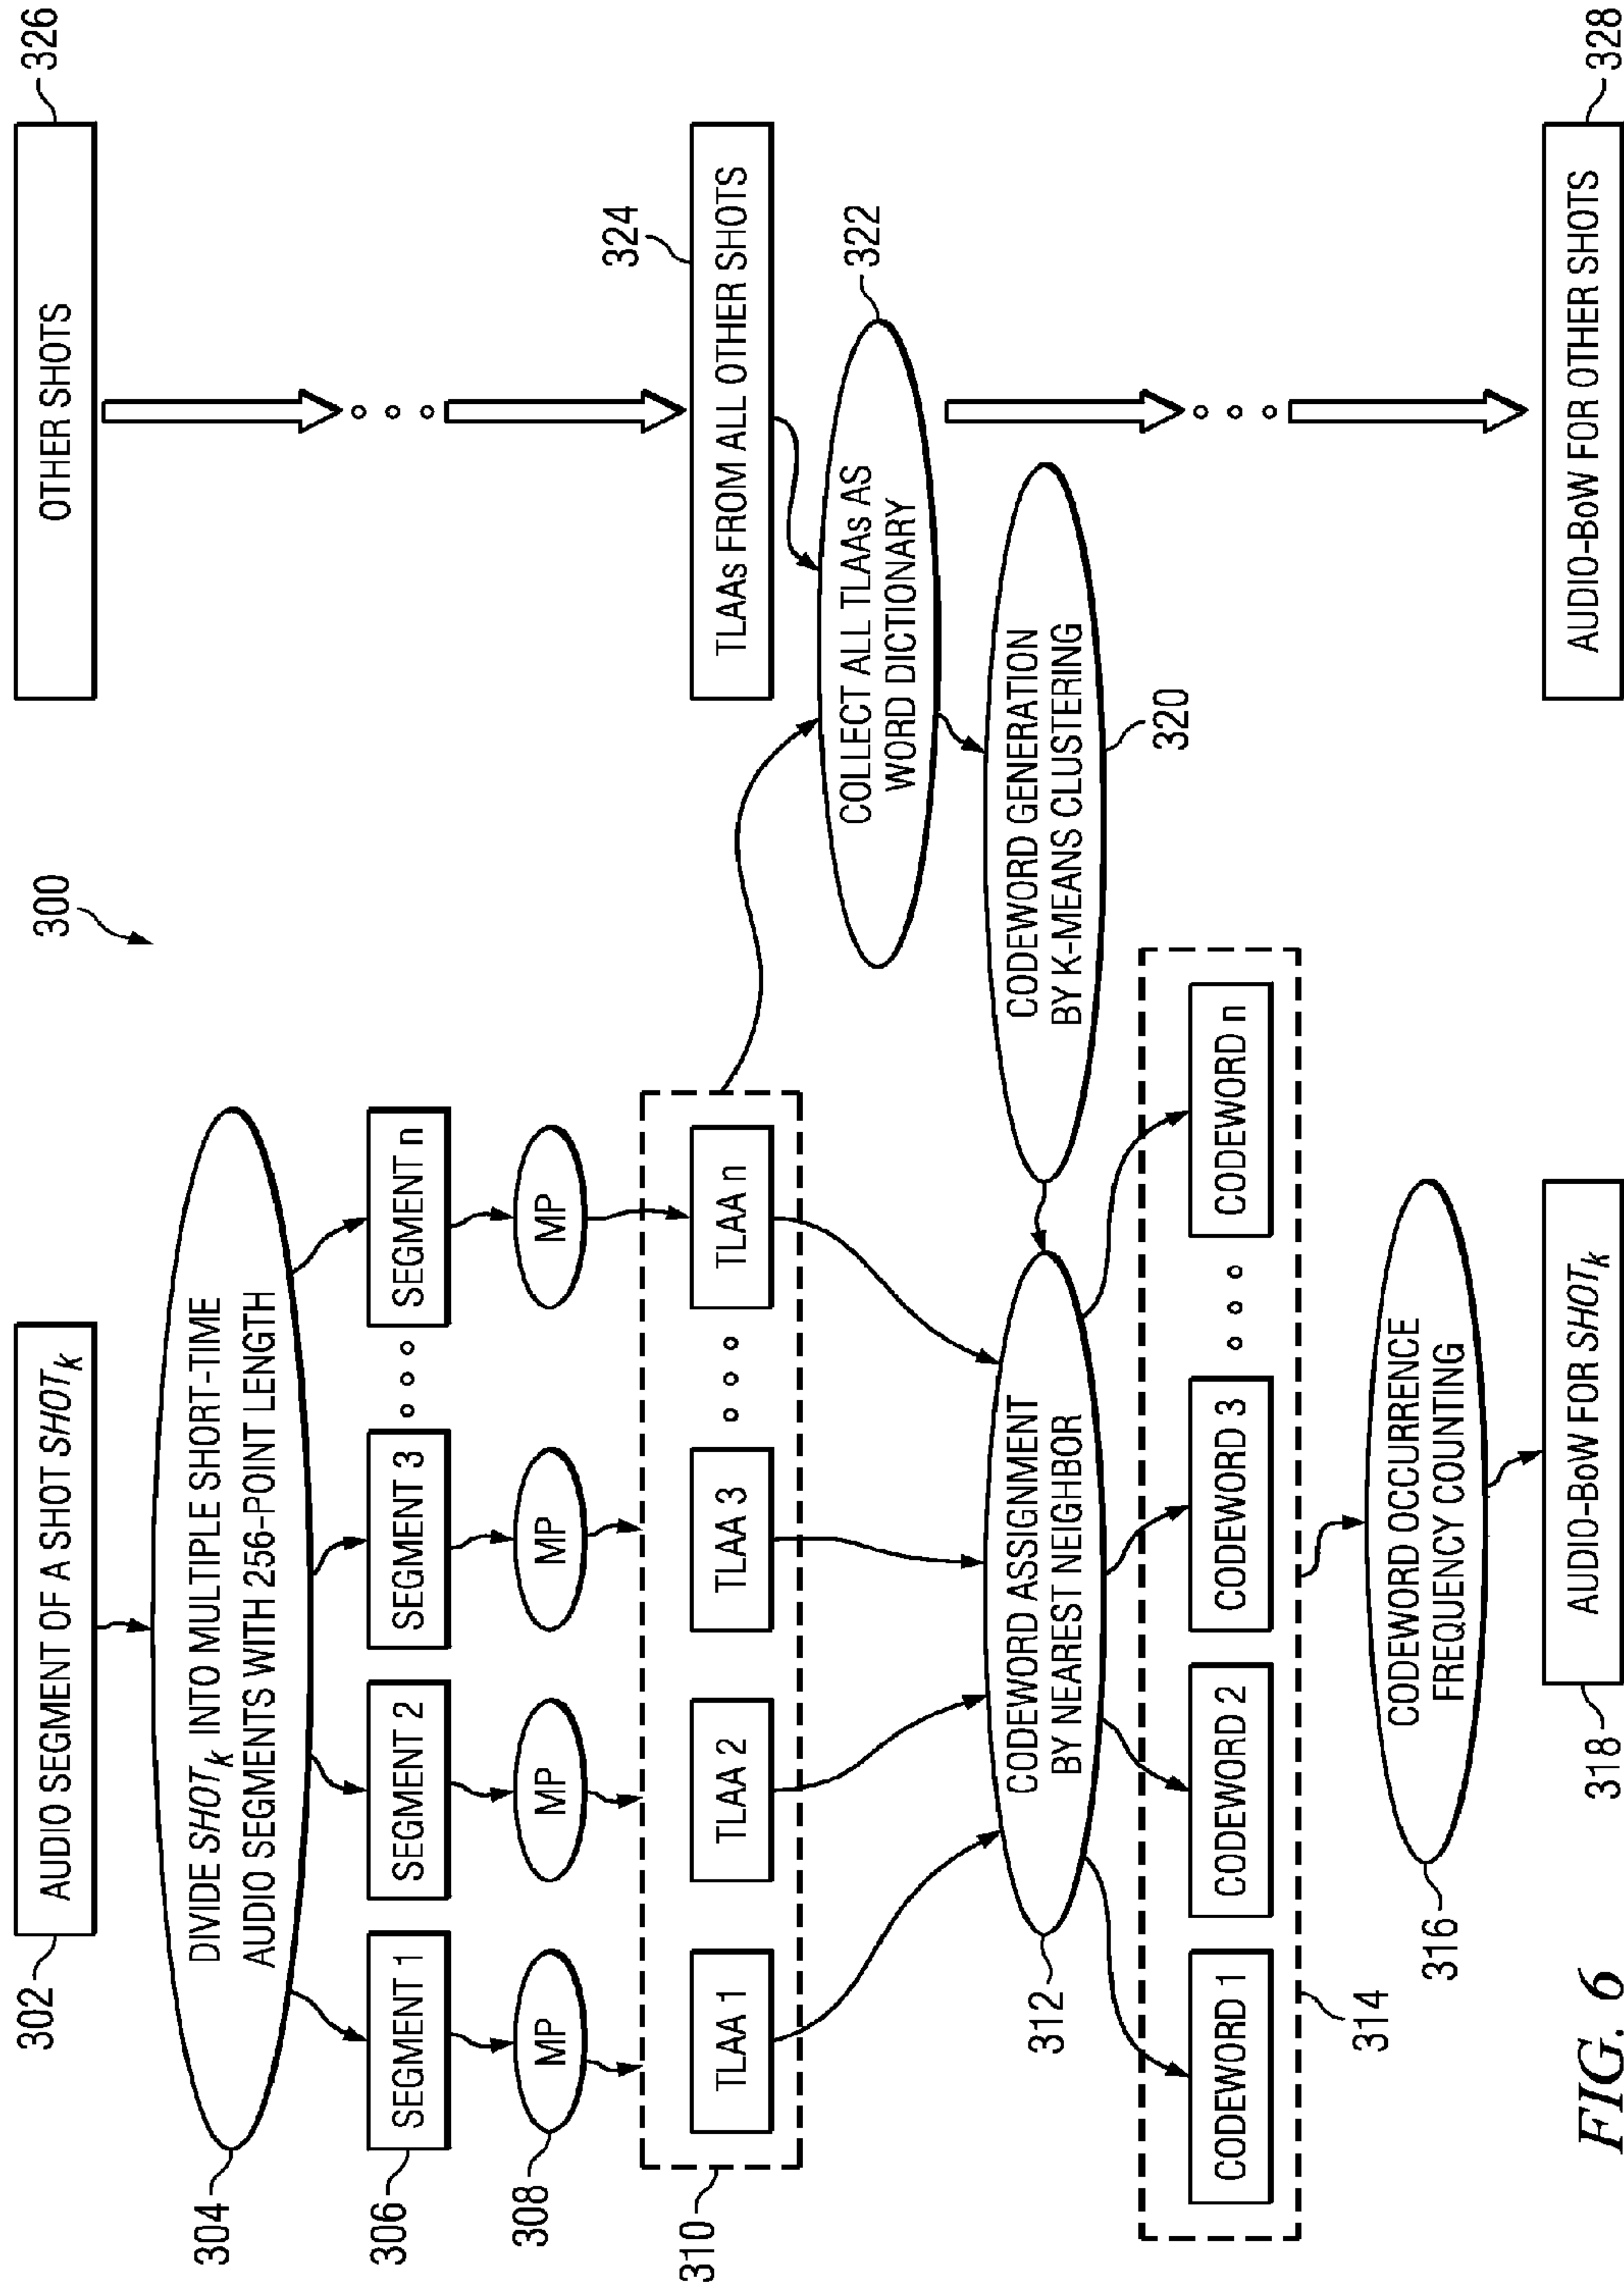 300
302
AUDIO SEGMENT OF A SHOT SHOTk
OTHER SHOTS
326
304
DIVIDE SHOTk INTO MULTIPLE SHORT-TIME
AUDIO SEGMENTS WITH 256-POINT LENGTH
306
SEGMENT 1
SEGMENT 2
SEGMENT 3
SEGMENT n
308
MP
MP
MP
MP
310
TLAA 1
TLAA 2
TLAA 3
TLAA n
324
TLAAs FROM ALL OTHER SHOTS
322
COLLECT ALL TLAAs AS
WORD DICTIONARY
312
CODEWORD ASSIGNMENT
BY NEAREST NEIGHBOR
CODEWORD GENERATION
BY K-MEANS CLUSTERING
320
CODEWORD 1
CODEWORD 2
CODEWORD 3
CODEWORD n
314
316
CODEWORD OCCURRENCE
FREQUENCY COUNTING
318
AUDIO-BoW FOR SHOTk
AUDIO-BoW FOR OTHER SHOTS
328
FIG. 6